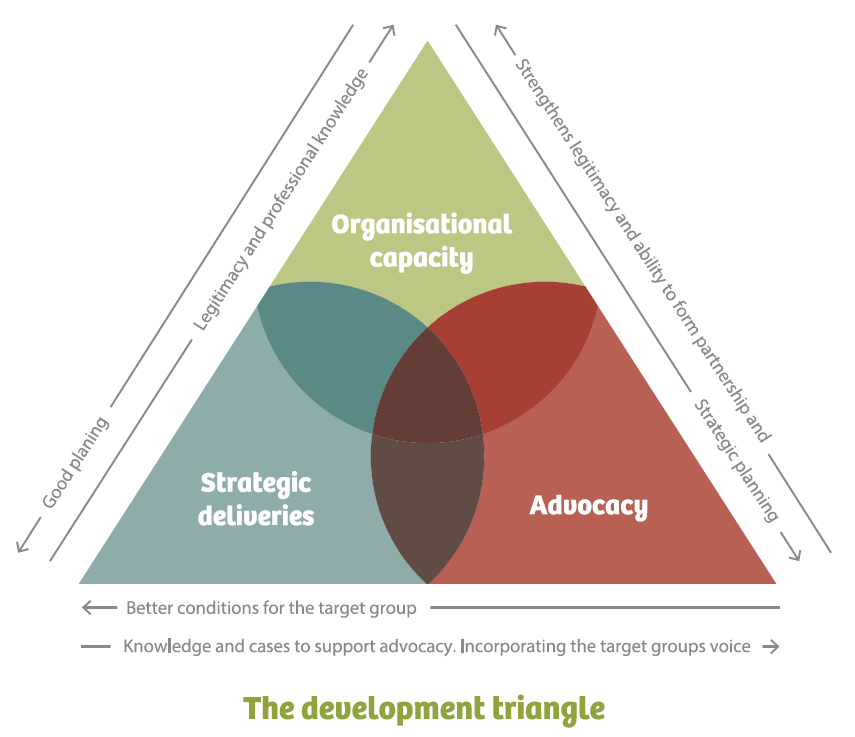 Legitimacy and professional knowledge
Good planing
Strengthens legitimacy and ability to form partnership and
Strategic planning
Organisational
capacity
Strategic
deliveries
Advocacy
Better conditions for the target group
Knowledge and cases to support advocacy. Incorporating the target groups voice
The development triangle